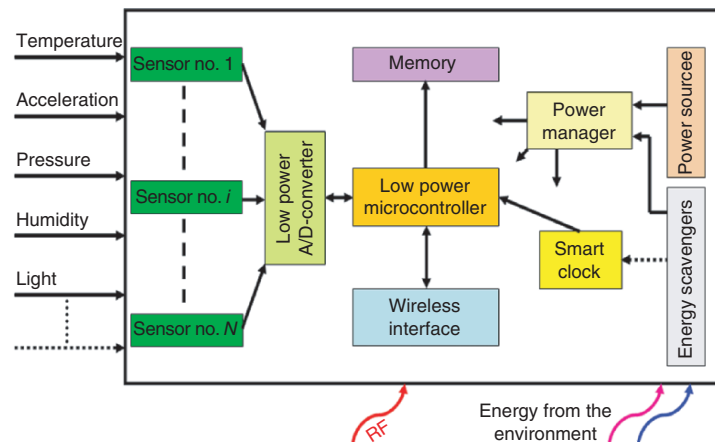 Temperature
Acceleration
Pressure
Humidity
Light
Sensor no. 1
Sensor no. i
Sensor no. N
Low power
A/D-converter
Memory
Low power
microcontroller
Wireless
interface
Power
manager
Smart
clock
Power sourcee
Energy scavengers
RF
Energy from the
environment